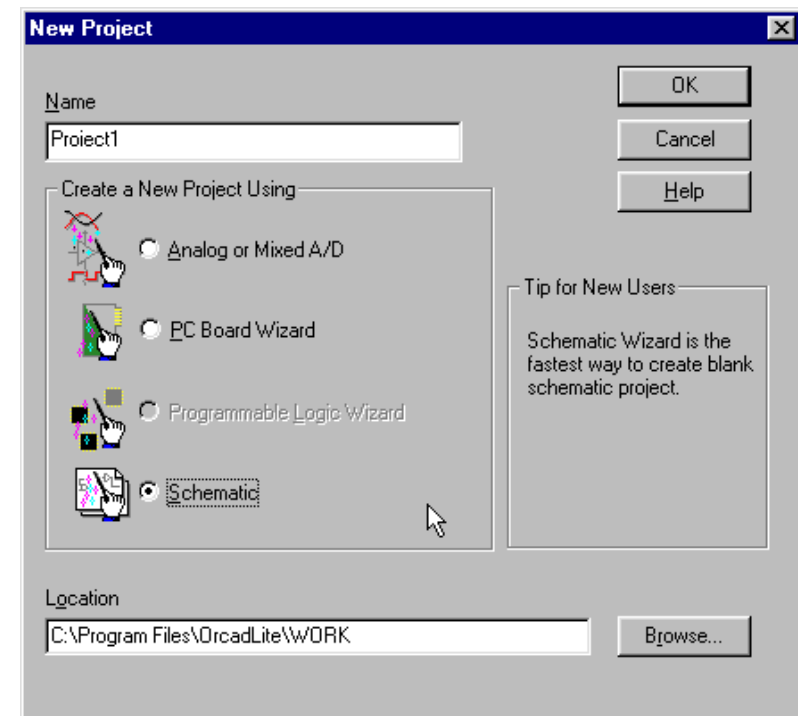 New Project
Name
OK
Proiect1
Cancel
Help
Create a New Project Using
Analog or Mixed A/D
PC Board Wizard
Programmable Logic Wizard
Schematic
Tip for New Users
Schematic Wizard is the
fastest way to create blank
schematic project.
Location
C:\Program Files\OrcadLite\WORK
Browse...